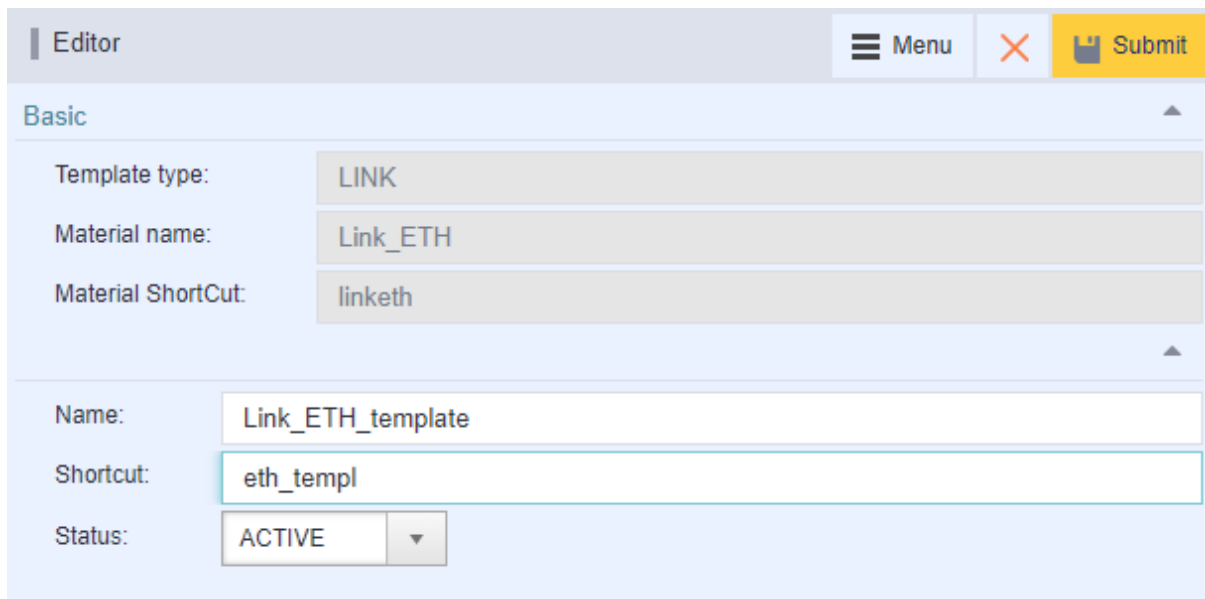 Editor
Menu
Submit
Basic
Template type:
LINK
Material name:
Link_ETH
Material ShortCut:
linketh
Name:
Link_ETH_template
Shortcut:
eth_templ
Status:
ACTIVE